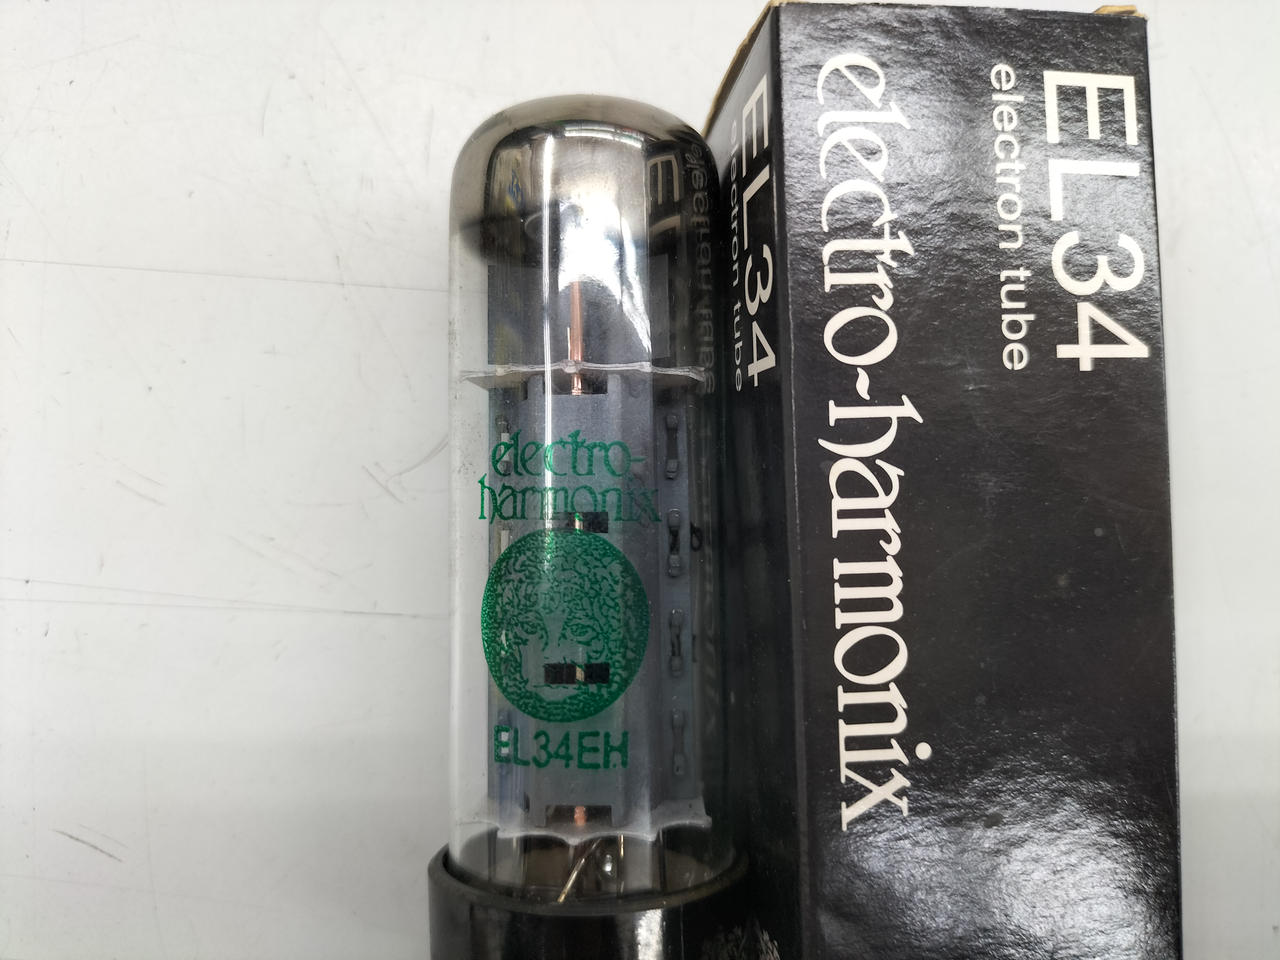 electro-
harmonix
EL34EH
EL34
electron tube
electro-harmonix
EL34
electron tube